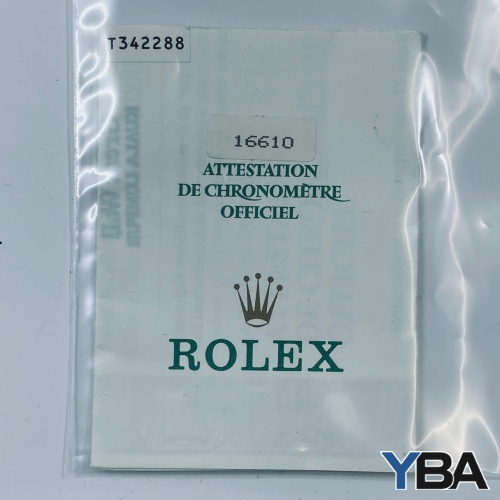 T342288
16610
ATTESTATION
DE CHRONOMÈTRE
OFFICIEL
ROLEX
YBA